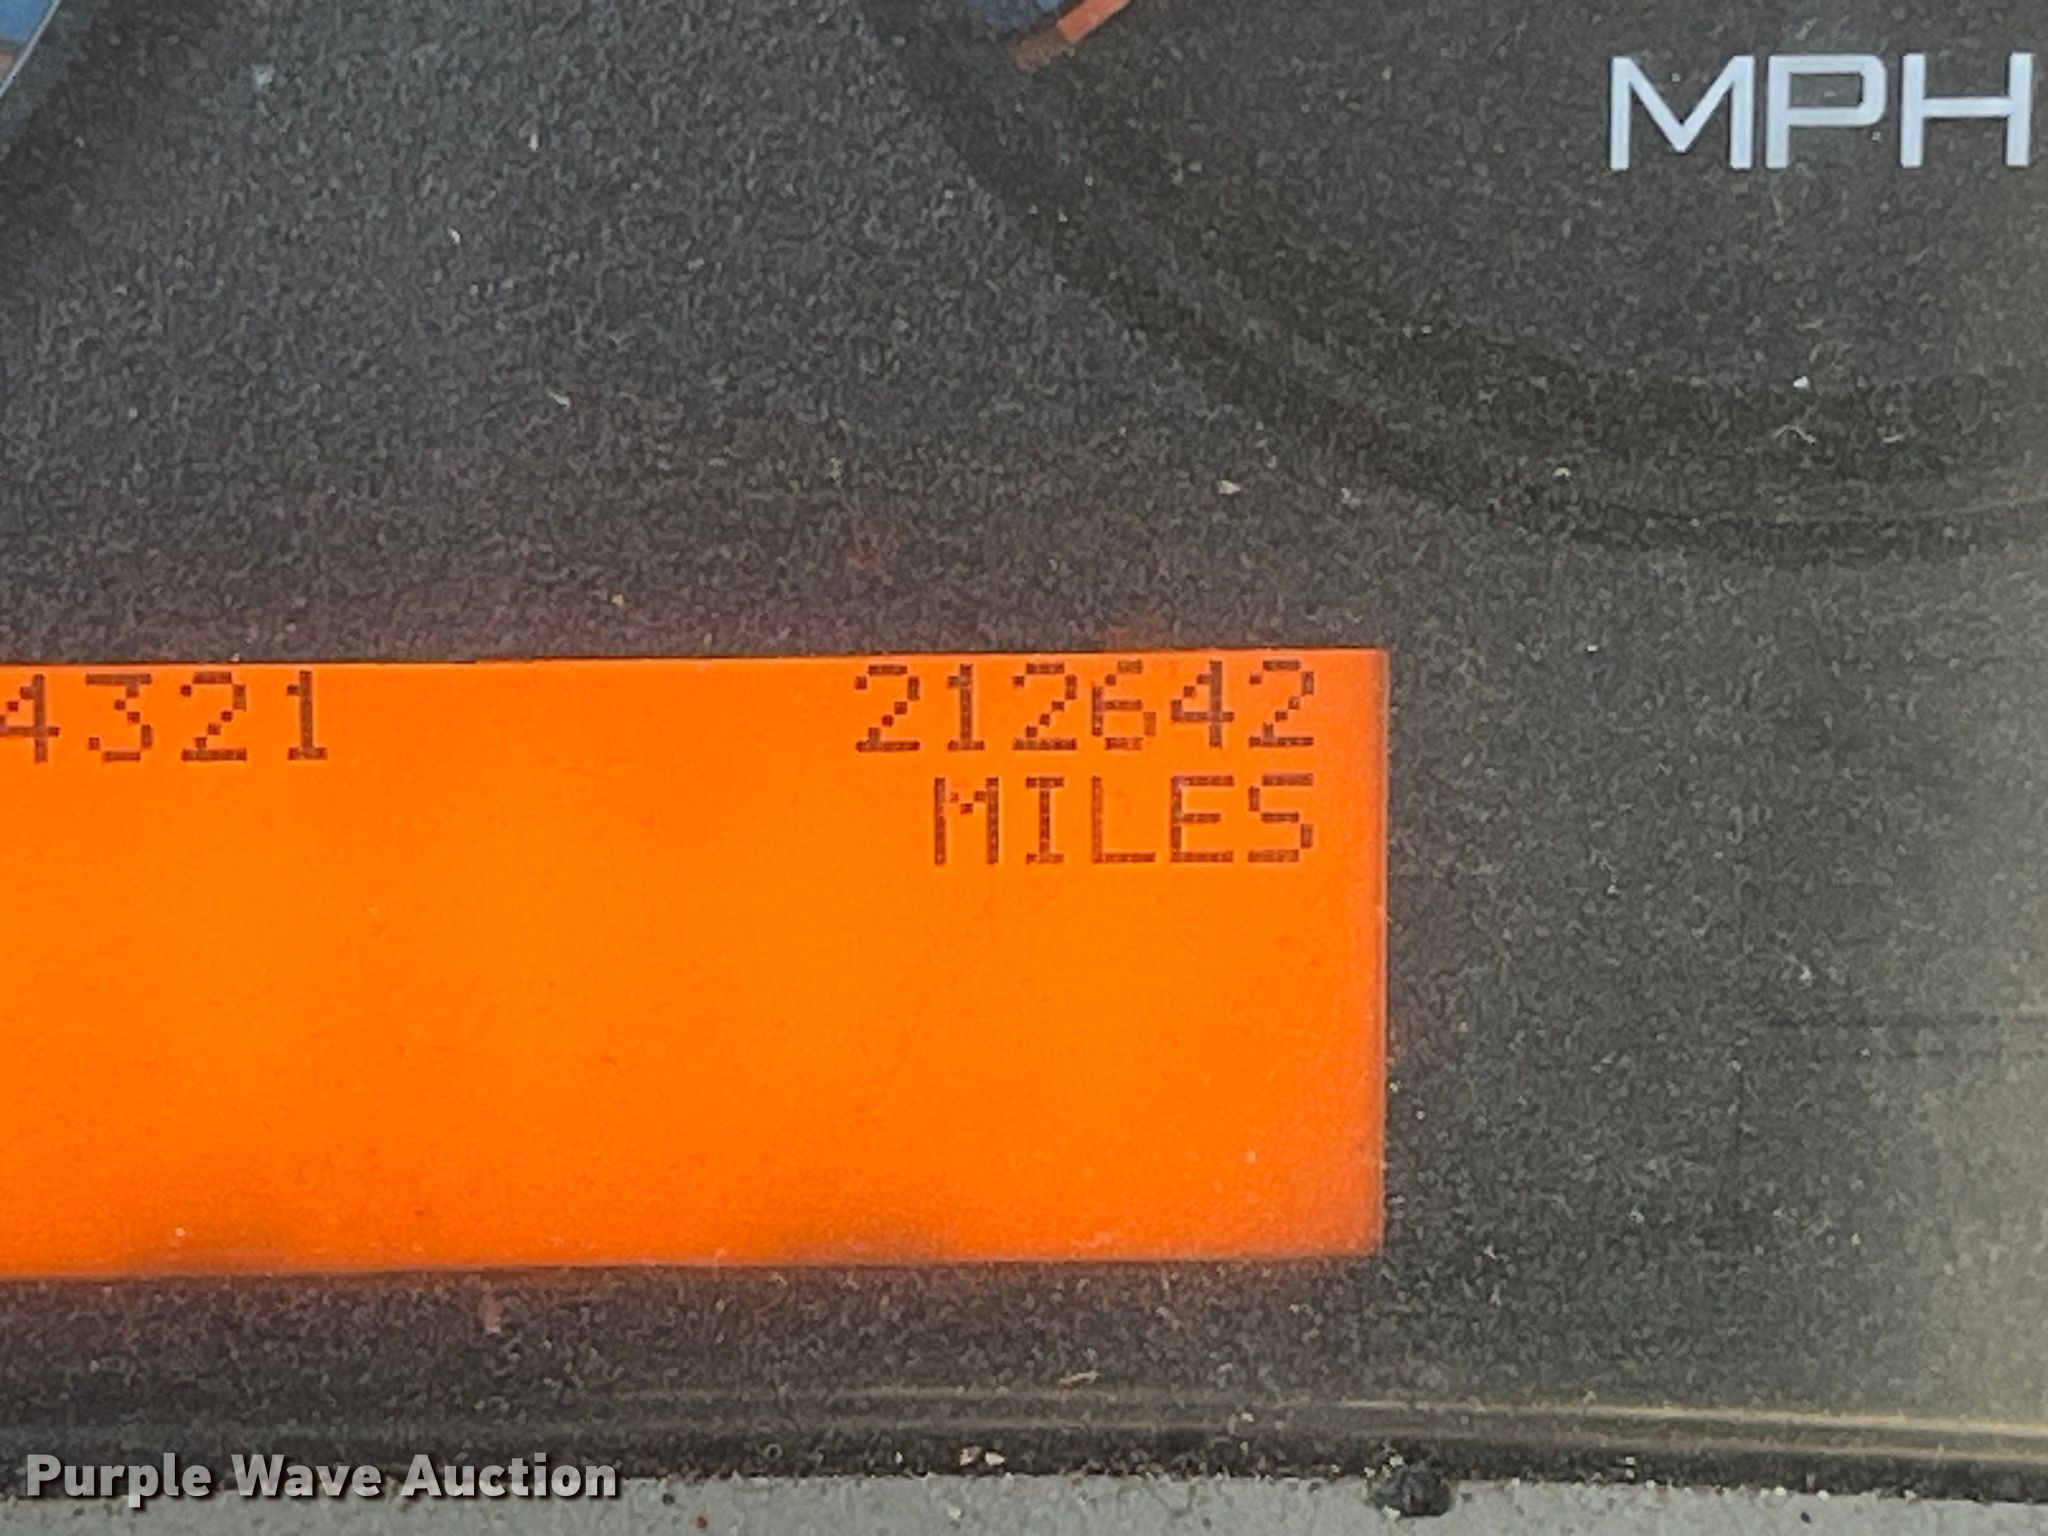 MPH
4321 212642
MILES
Purple Wave Auction